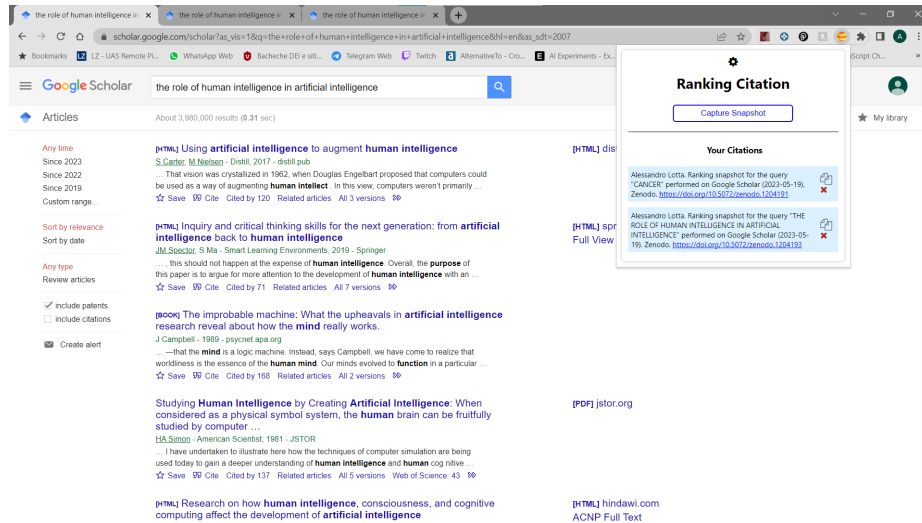 the role of human intelligence in
the role of human intelligence in
the role of human intelligence in
scholar.google.com/scholar?as_vis=1&q=the+role+of+human+intelligence+in+artificial+intelligence&hl=en&as_sdt=2007
Bookmarks LZ - UAS Remote Pi... WhatsApp Web Bacheche DEI e siti... Telegram Web Twitch AlternativeTo - Cro... AI Experiments - Ex... Script Ch...
Google Scholar
the role of human intelligence in artificial intelligence
Articles
About 3,980,000 results (0.31 sec)
My library
Any time
Since 2023
Since 2022
Since 2019
Custom range...
Sort by relevance
Sort by date
Any type
Review articles
include patents
include citations
Create alert
[HTML] Using artificial intelligence to augment human intelligence
S Carter, M Nielsen - Distill, 2017 - distill.pub
... That vision was crystallized in 1962, when Douglas Engelbart proposed that computers could
be used as a way of augmenting human intellect . In this view, computers weren't primarily ...
Save Cite Cited by 120 Related articles All 3 versions
[HTML] dist
[HTML] Inquiry and critical thinking skills for the next generation: from artificial
intelligence back to human intelligence
JM Spector, S Ma - Smart Learning Environments, 2019 - Springer
... , this should not happen at the expense of human intelligence. Overall, the purpose of
this paper is to argue for more attention to the development of human intelligence with an ...
Save Cite Cited by 71 Related articles All 7 versions
[HTML] spr
Full View
[BOOK] The improbable machine: What the upheavals in artificial intelligence
research reveal about how the mind really works.
J Campbell - 1989 - psycnet.apa.org
... —that the mind is a logic machine. Instead, says Campbell, we have come to realize that
worldliness is the essence of the human mind. Our minds evolved to function in a particular ...
Save Cite Cited by 168 Related articles All 2 versions
Studying Human Intelligence by Creating Artificial Intelligence: When
considered as a physical symbol system, the human brain can be fruitfully
studied by computer ...
HA Simon - American Scientist, 1981 - JSTOR
... I have undertaken to illustrate here how the techniques of computer simulation are being
used today to gain a deeper understanding of human intelligence and human cog nitive ...
Save Cite Cited by 137 Related articles All 5 versions Web of Science: 43
[PDF] jstor.org
[HTML] Research on how human intelligence, consciousness, and cognitive
computing affect the development of artificial intelligence
[HTML] hindawi.com
ACNP Full Text
Ranking Citation
Capture Snapshot
Your Citations
Alessandro Lotta. Ranking snapshot for the query
"CANCER" performed on Google Scholar (2023-05-19).
Zenodo. https://doi.org/10.5072/zenodo.1204191
Alessandro Lotta. Ranking snapshot for the query "THE
ROLE OF HUMAN INTELLIGENCE IN ARTIFICIAL
INTELLIGENCE" performed on Google Scholar (2023-05-
19). Zenodo. https://doi.org/10.5072/zenodo.1204193